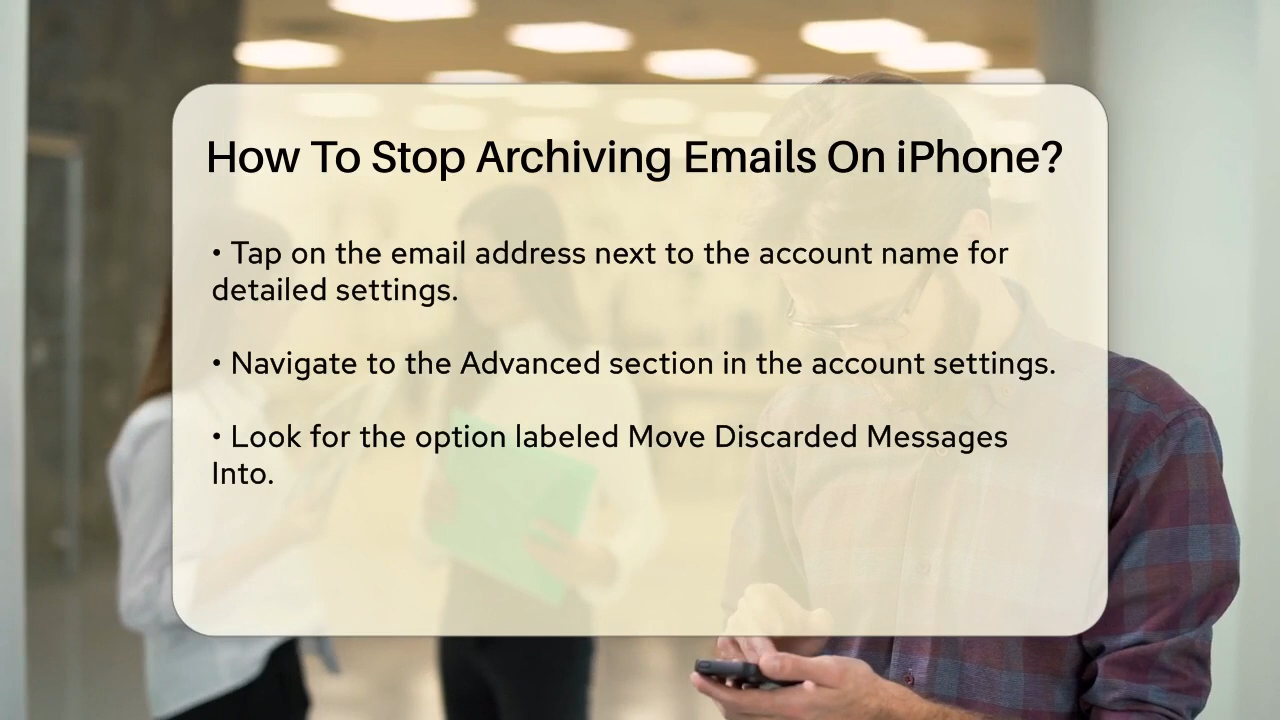 How To Stop Archiving Emails On iPhone?
• Tap on the email address next to the account name for
detailed settings.
• Navigate to the Advanced section in the account settings.
• Look for the option labeled Move Discarded Messages
Into.